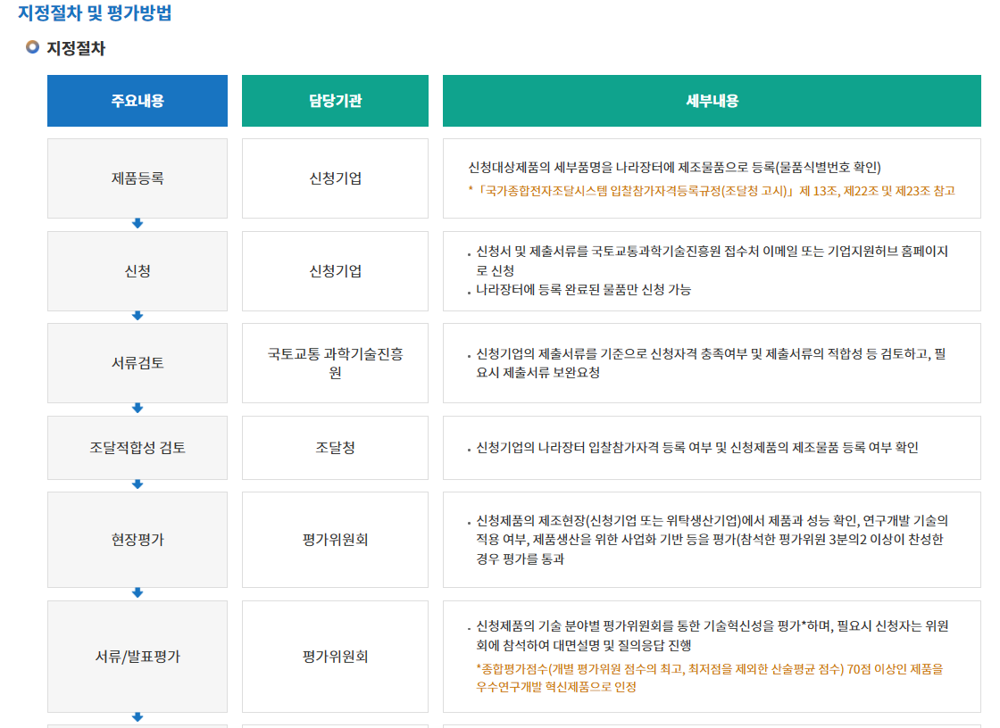 지정절차 및 평가방법
지정절차
주요내용
담당기관
세부내용
제품등록
신청기업
신청대상제품의 세부품명을 나라장터에 제조물품으로 등록(물품식별번호 확인)
*「국가종합전자조달시스템 입찰참가자격등록규정(조달청 고시)」제 13조, 제22조 및 제23조 참고
신청
신청기업
. 신청서 및 제출서류를 국토교통과학기술진흥원 접수처 이메일 또는 기업지원허브 홈페이지
로 신청
. 나라장터에 등록 완료된 물품만 신청 가능
서류검토
국토교통 과학기술진흥
원
. 신청기업의 제출서류를 기준으로 신청자격 충족여부 및 제출서류의 적합성 등 검토하고, 필
요시 제출서류 보완요청
조달적합성 검토
조달청
. 신청기업의 나라장터 입찰참가자격 등록 여부 및 신청제품의 제조물품 등록 여부 확인
현장평가
평가위원회
. 신청제품의 제조현장(신청기업 또는 위탁생산기업)에서 제품과 성능 확인, 연구개발 기술의
적용 여부, 제품생산을 위한 사업화 기반 등을 평가(참석한 평가위원 3분의2 이상이 찬성한
경우 평가를 통과
서류/발표평가
평가위원회
. 신청제품의 기술 분야별 평가위원회를 통한 기술혁신성을 평가*하며, 필요시 신청자는 위원
회에 참석하여 대면설명 및 질의응답 진행
*종합평가점수(개별 평가위원 점수의 최고, 최저점을 제외한 산술평균 점수) 70점 이상인 제품을
우수연구개발 혁신제품으로 인정